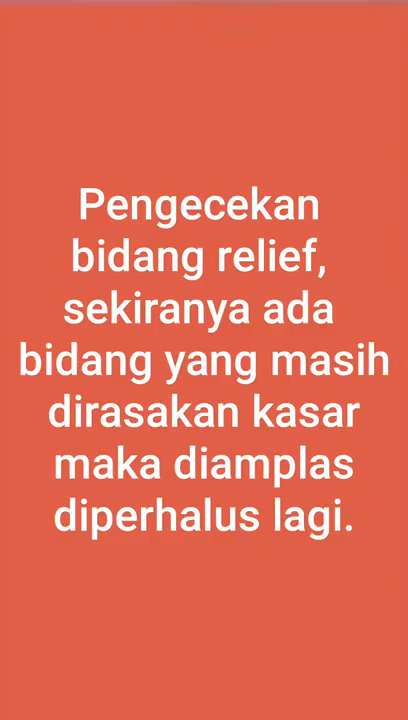 Pengecekan
bidang relief,
sekiranya ada
bidang yang masih
dirasakan kasar
maka diamplas
diperhalus lagi.